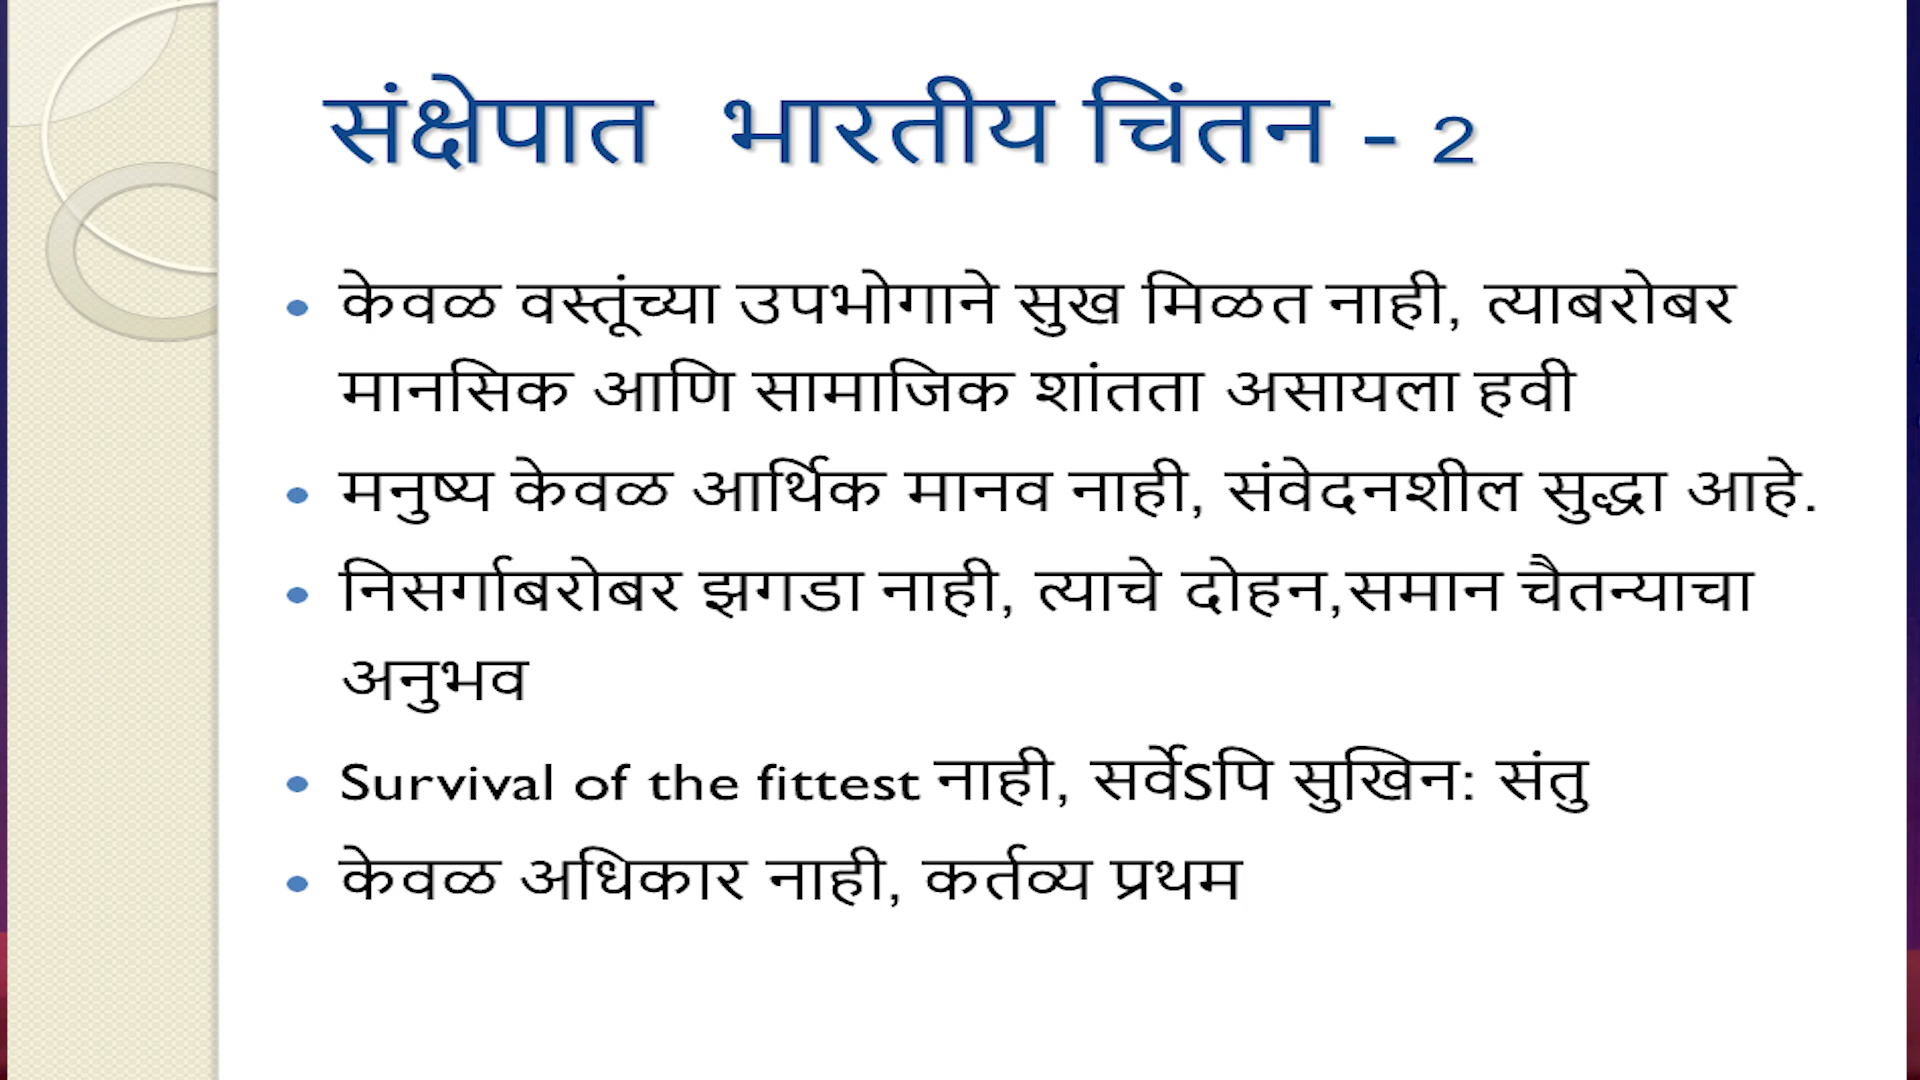 संक्षेपात भारतीय चिंतन - 2
• केवळ वस्तूंच्या उपभोगाने सुख मिळत नाही, त्याबरोबर
मानसिक आणि सामाजिक शांतता असायला हवी
• मनुष्य केवळ आर्थिक मानव नाही, संवेदनशील सुद्धा आहे.
• निसर्गाबरोबर झगडा नाही, त्याचे दोहन,समान चैतन्याचा
अनुभव
• Survival of the fittest नाही, सर्वेSपि सुखिन: संतु
• केवळ अधिकार नाही, कर्तव्य प्रथम